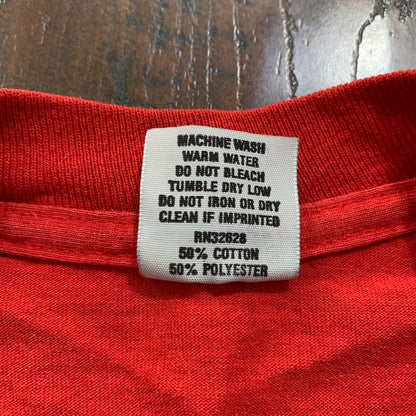 MACHINE WASH
WARM WATER
DO NOT BLEACH
TUMBLE DRY LOW
DO NOT IRON OR DRY
CLEAN IF IMPRINTED
RN32628
50% COTTON
50% POLYESTER